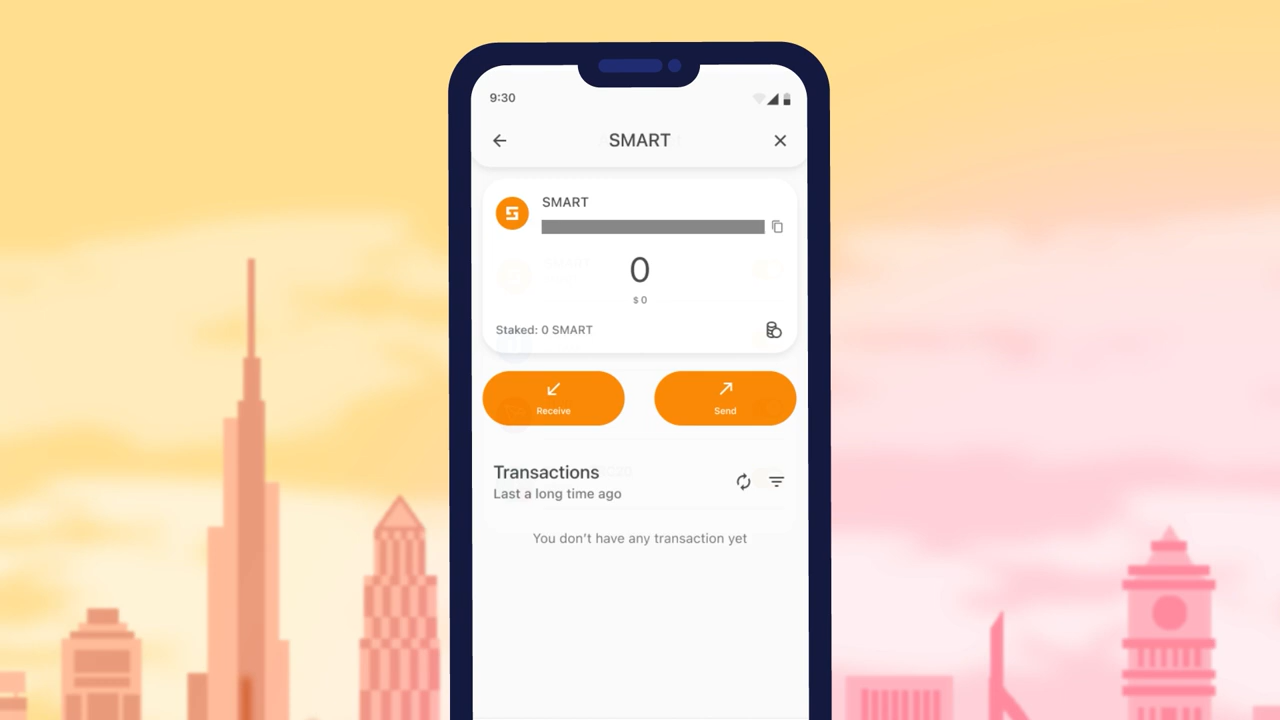 9:30
SMART
SMART
0
$ 0
Staked: 0 SMART
Receive
Send
Transactions
Last a long time ago
You don't have any transaction yet